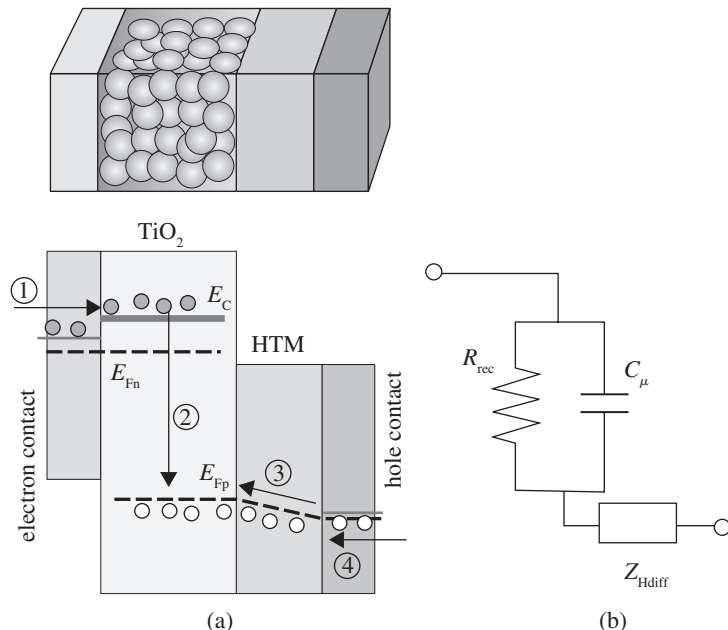 TiO₂
①
E_C
HTM
E_Fn
②
E_Fp
③
④
electron contact
hole contact
(a)
R_rec
C_μ
Z_Hdiff
(b)